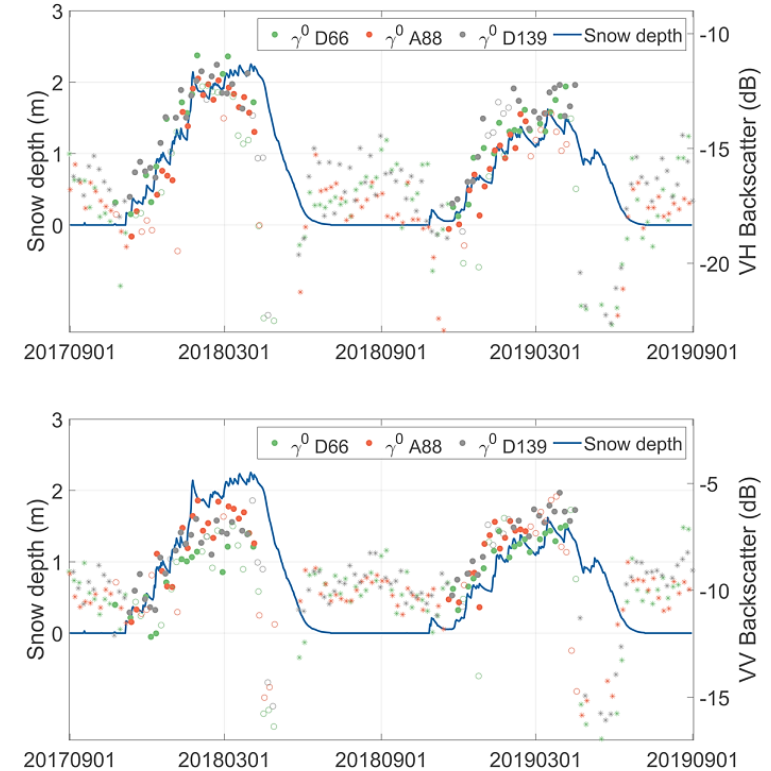 3
γ⁰ D66 γ⁰ A88 γ⁰ D139 Snow depth
-10
2
1
-15
0
-20
Snow depth (m)
VH Backscatter (dB)
20170901 20180301 20180901 20190301 20190901
3
γ⁰ D66 γ⁰ A88 γ⁰ D139 Snow depth
-5
2
1
-10
0
-15
Snow depth (m)
VV Backscatter (dB)
20170901 20180301 20180901 20190301 20190901